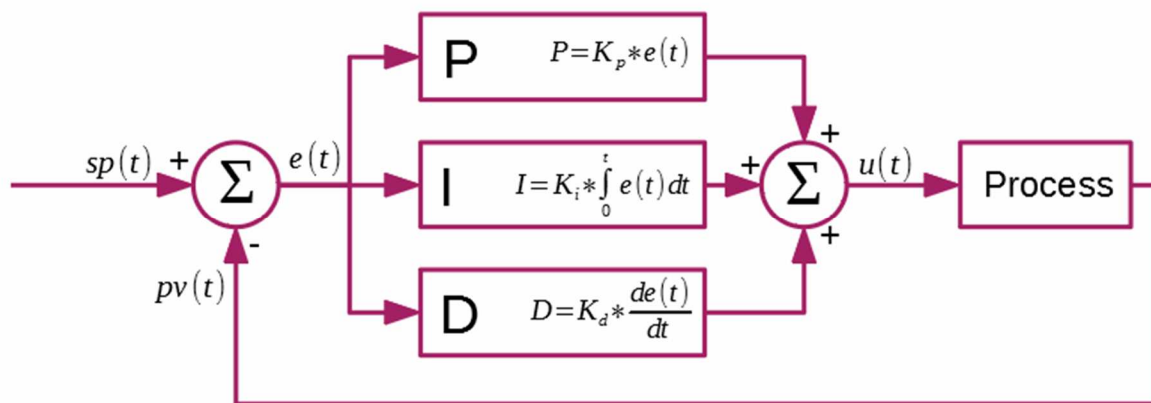 P P=K_p*e(t)
+
sp(t) + Σ e(t) I I=K_i*∫_0^t e(t)dt + Σ u(t) Process
- +
pv(t)
D D=K_d*de(t)/dt